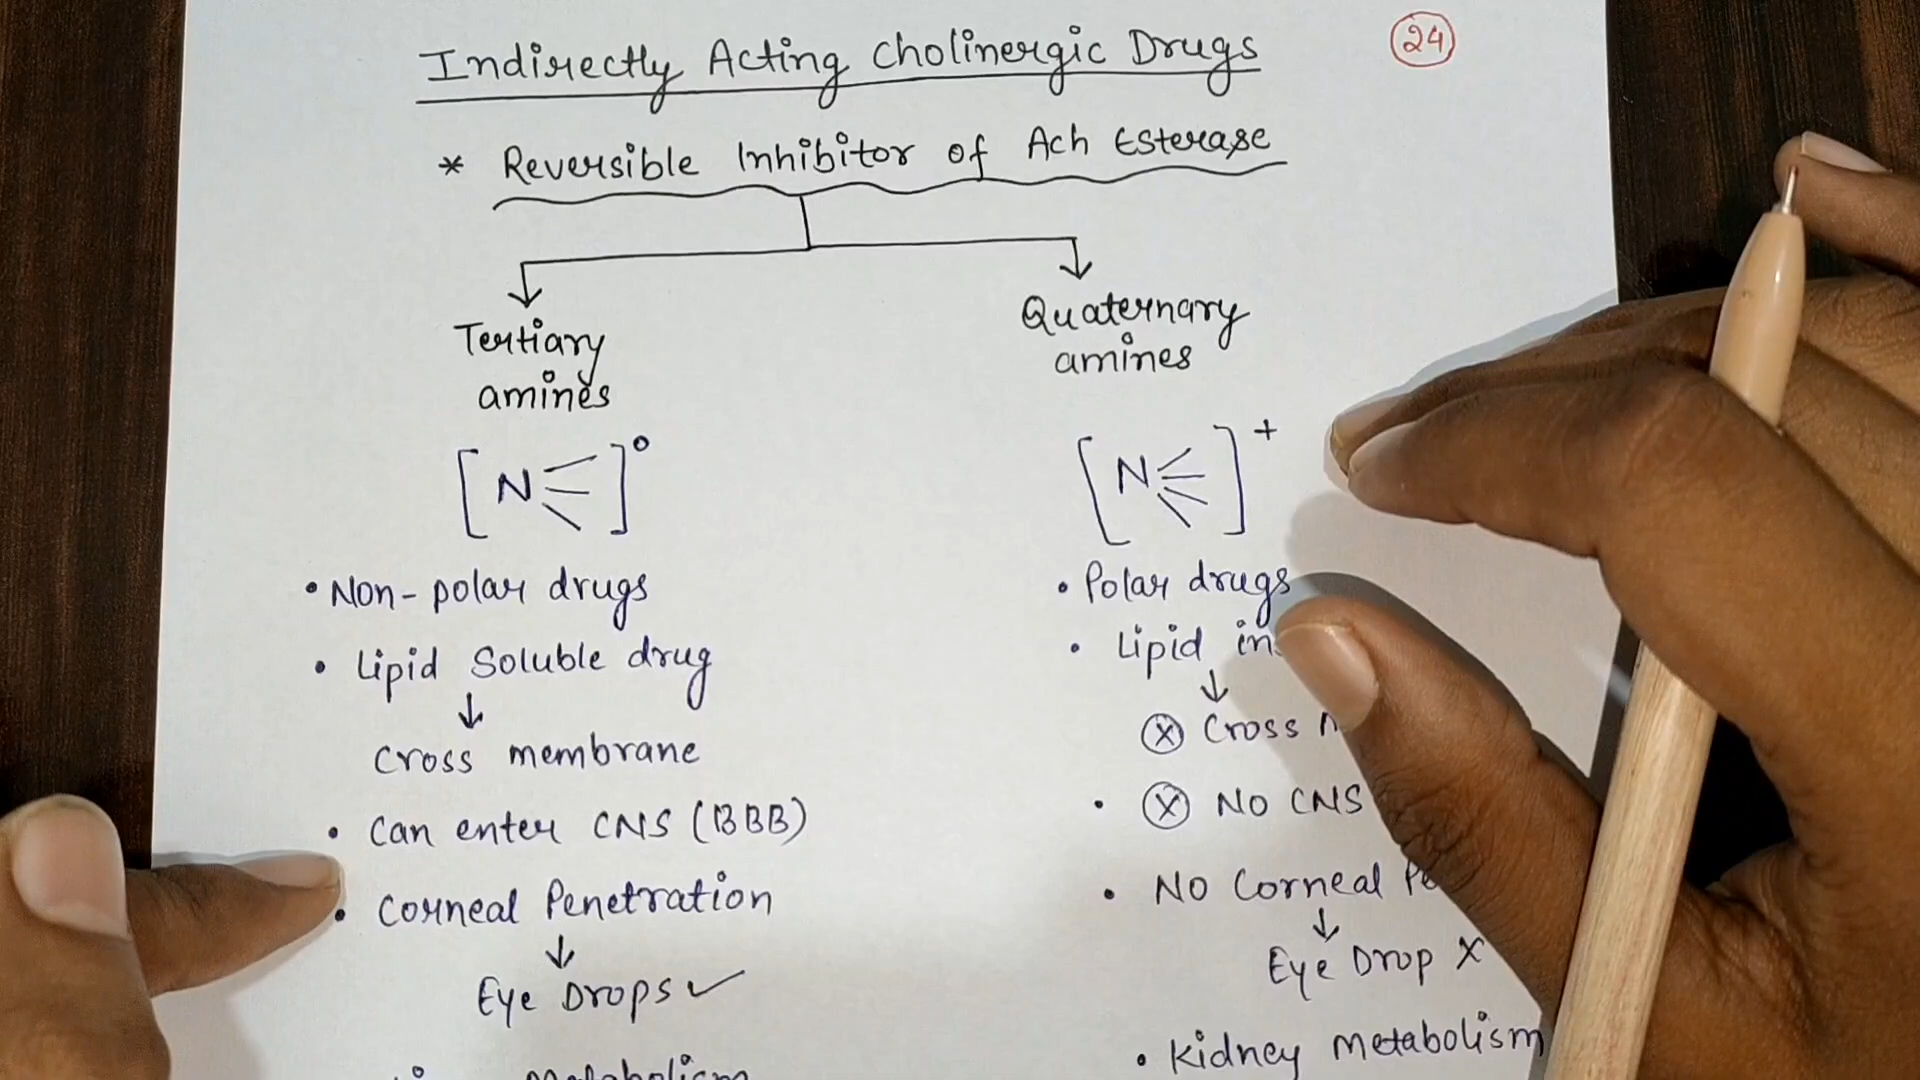 Indirectly Acting Cholinergic Drugs
24
* Reversible Inhibitor of Ach Esterase
Tertiary
amines
[N]°
• Non-polar drugs
• Lipid Soluble drug
↓
Cross membrane
• Can enter CNS (BBB)
• Corneal Penetration
↓
Eye Drops ✓
Metabolism
Quaternary
amines
[N]+
• Polar drugs
• Lipid
↓
ⓧ Cross
• ⓧ NO CNS
• NO Corneal
↓
Eye Drop X
• Kidney Metabolism